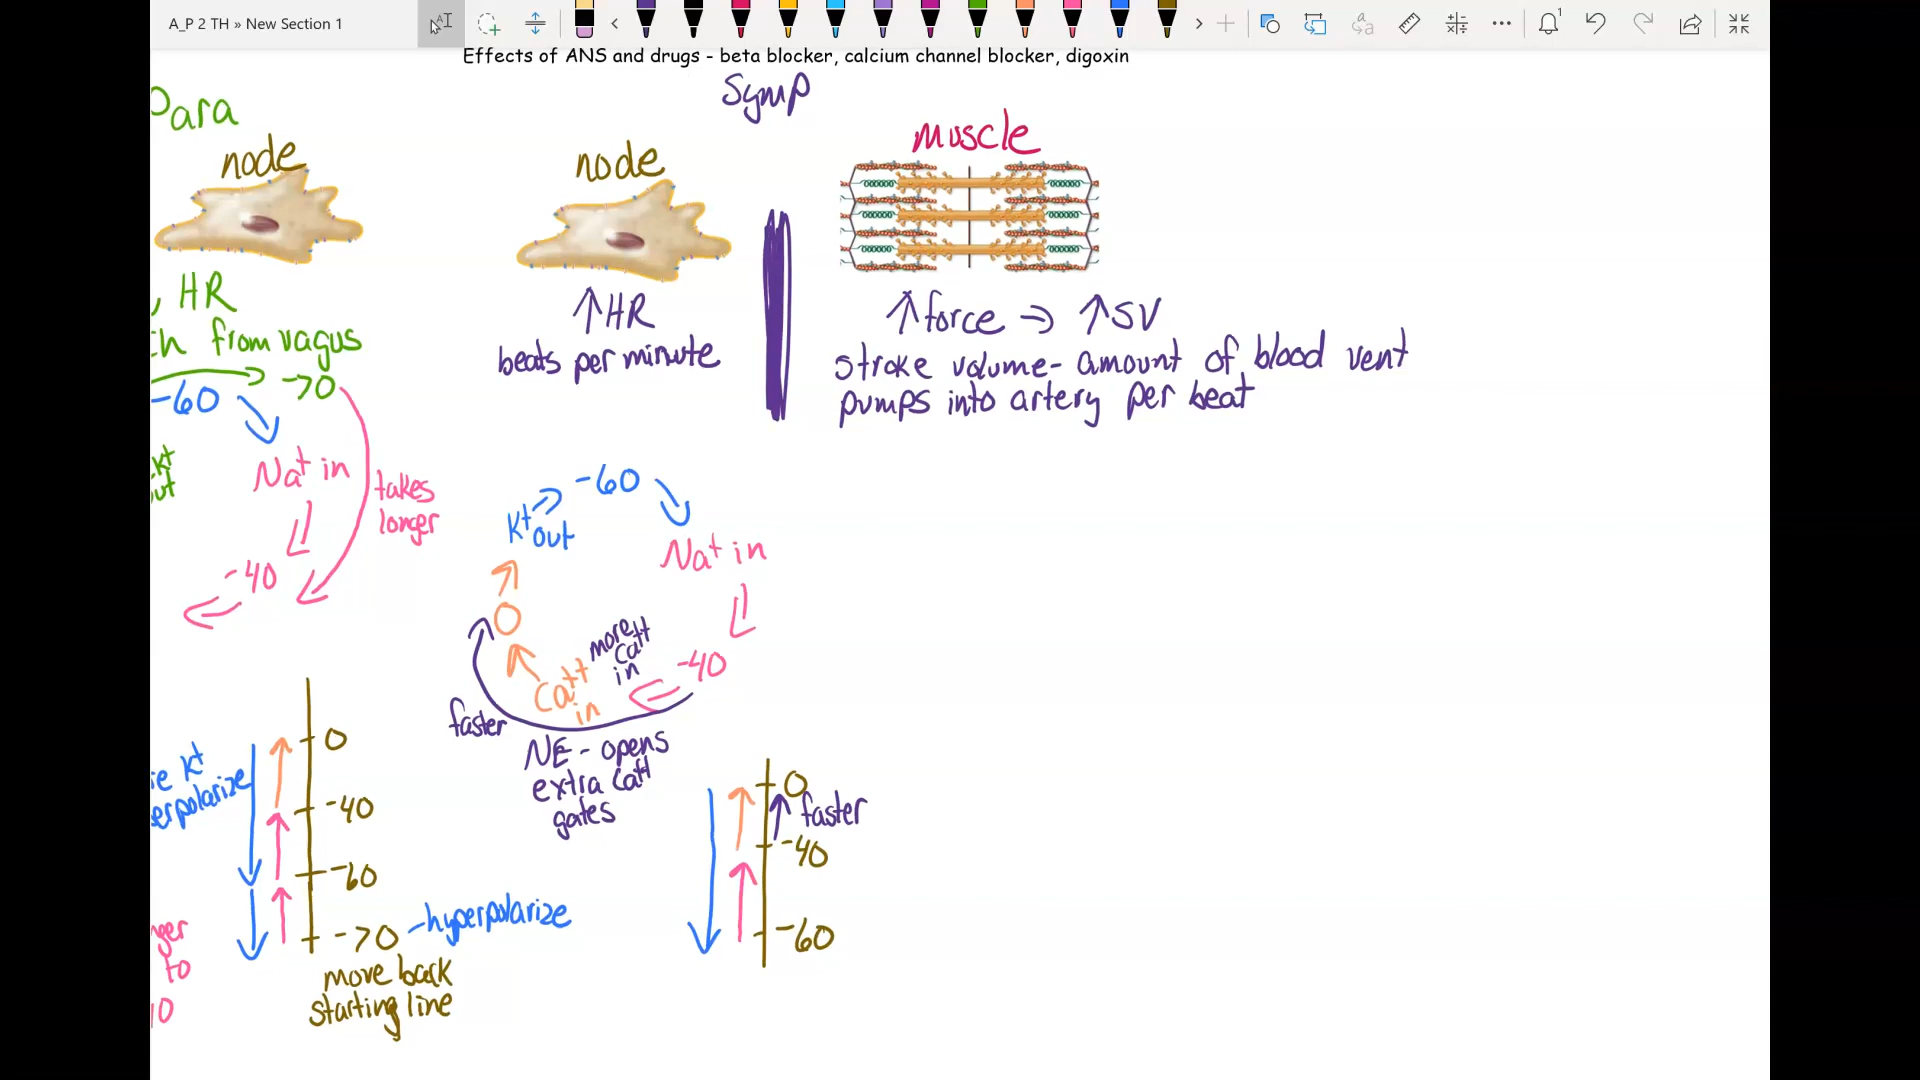 A_P 2 TH » New Section 1
Effects of ANS and drugs - beta blocker, calcium channel blocker, digoxin
Symp
Para
node
node
muscle
HR
from vagus
-60
-70
Na+ in
takes
longer
-40
↑HR
beats per minute
↑force → ↑SV
stroke volume- amount of blood vent
pumps into artery per beat
K+ out
-60
Na+ in
-40
more
Ca++
in
Ca++
in
0
faster
NE - opens
extra Ca++
gates
K+
0
-40
-60
-70 - hyperpolarize
move back
starting line
to
0
faster
-40
-60